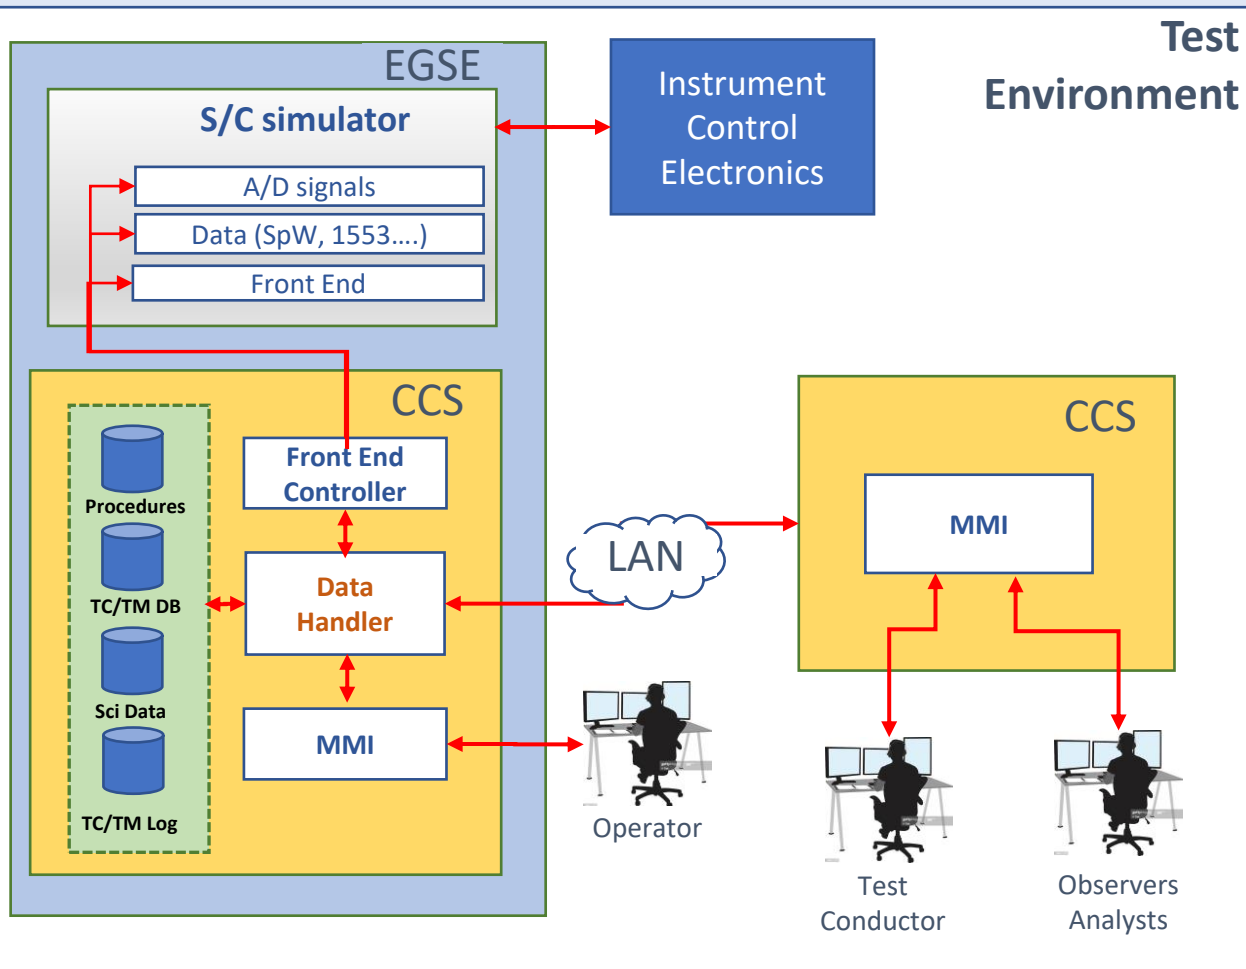 Test
Environment
EGSE
S/C simulator
A/D signals
Data (SpW, 1553....)
Front End
Instrument
Control
Electronics
CCS
Procedures
TC/TM DB
Sci Data
TC/TM Log
Front End
Controller
Data
Handler
MMI
LAN
Operator
CCS
MMI
Test
Conductor
Observers
Analysts